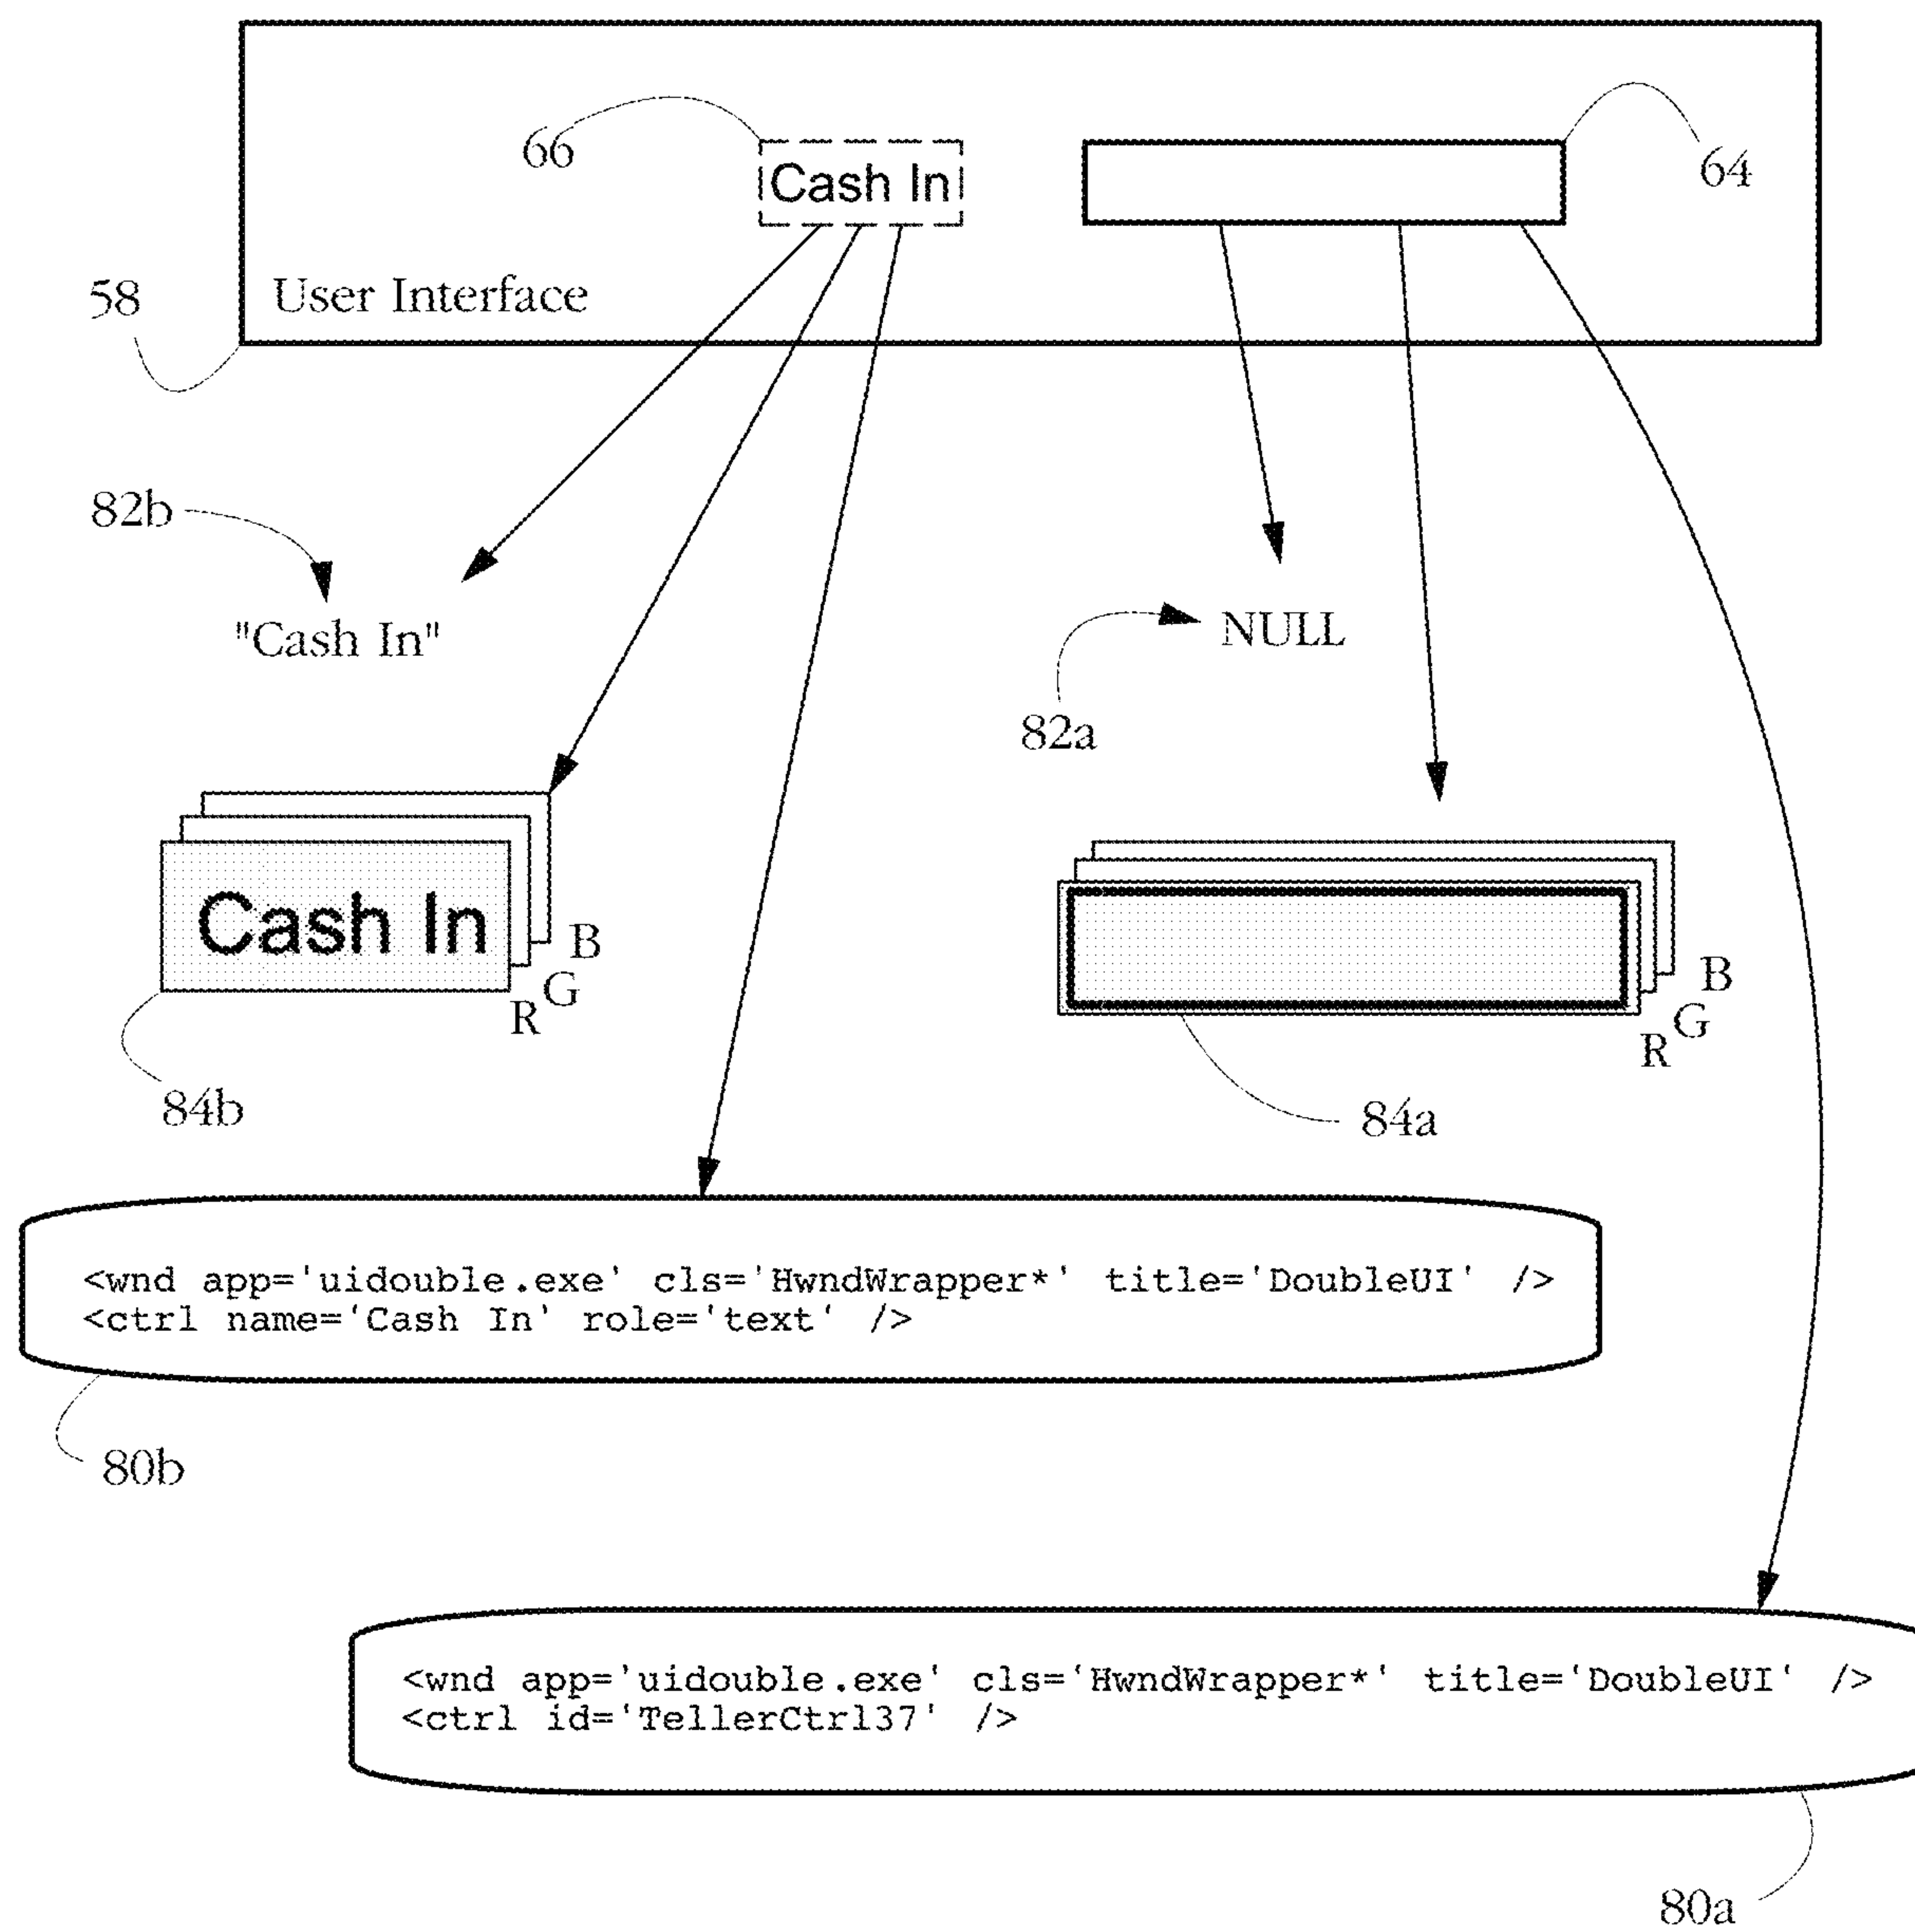 66
Cash In
64
58
User Interface
82b
"Cash In"
NULL
82a
Cash In
B
G
R
84b
B
G
R
84a
<wnd app='uidouble.exe' cls='HwndWrapper*' title='DoubleUI' />
<ctrl name='Cash In' role='text' />
80b
<wnd app='uidouble.exe' cls='HwndWrapper*' title='DoubleUI' />
<ctrl id='TellerCtrl37' />
80a